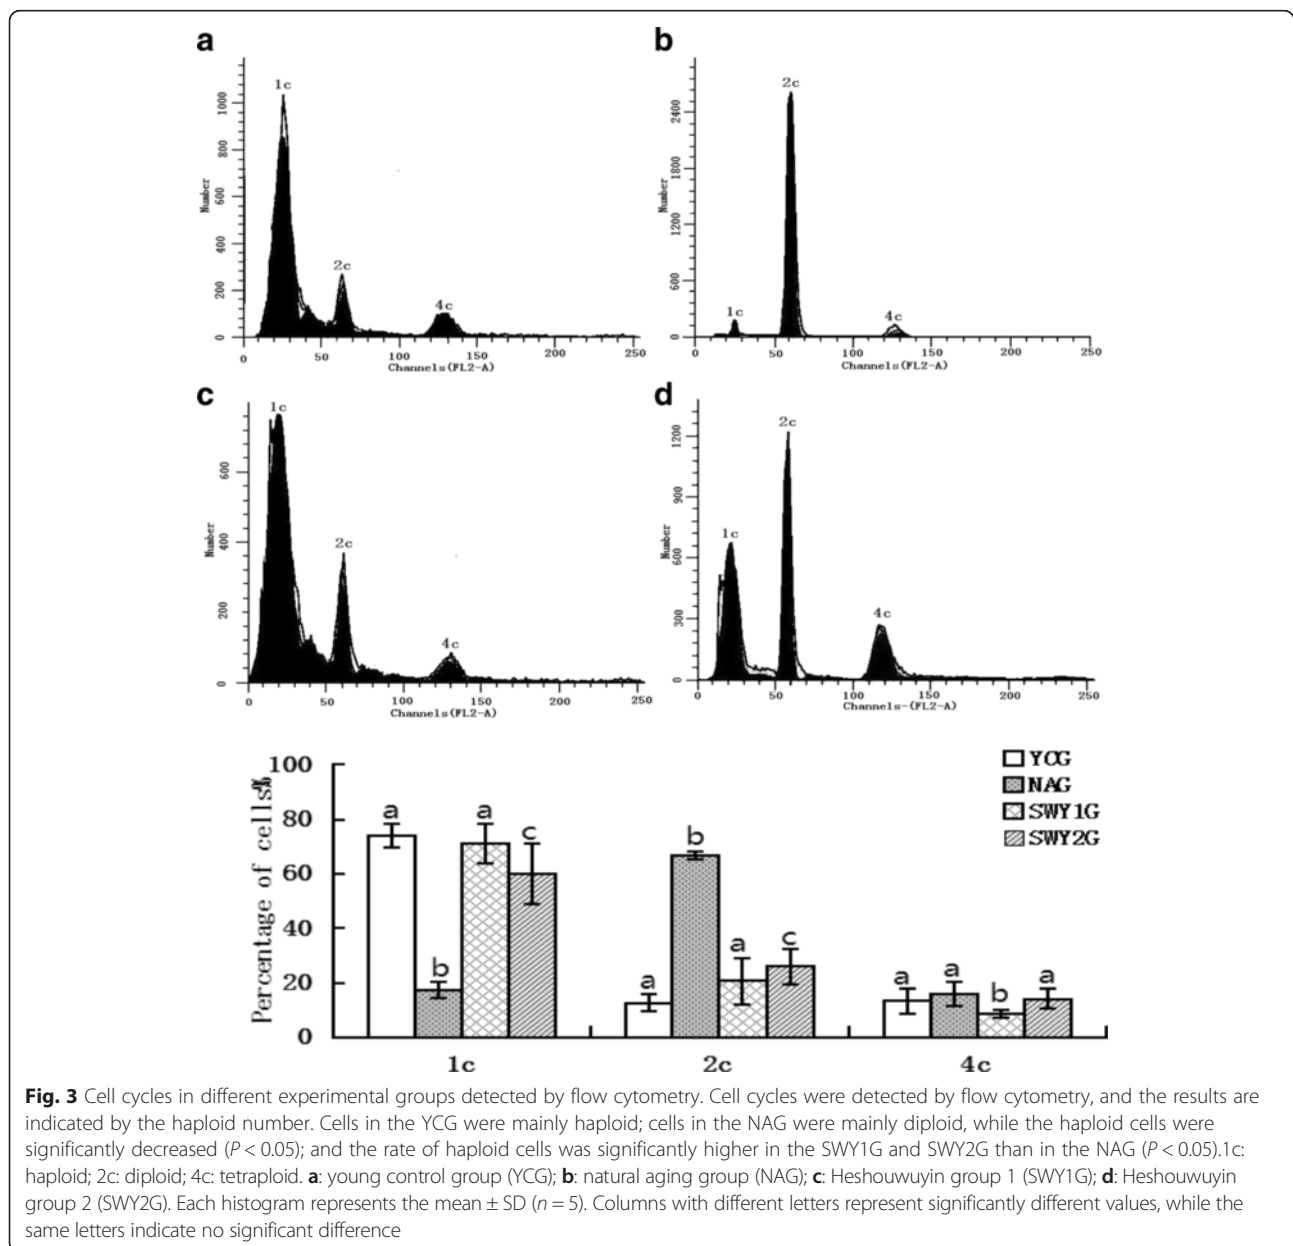 a
1c
1000
800
600
400
200
0
Number
2c
4c
0 50 100 150 200 250
Channels(FL2-A)
b
2c
2400
1800
1200
600
0
Number
1c
4c
0 50 100 150 200 250
Channels(FL2-A)
c
1c
600
400
200
0
Number
2c
4c
0 50 100 150 200 250
Channels(FL2-A)
d
2c
1200
900
600
300
0
Number
1c
4c
0 50 100 150 200 250
Channels-(FL2-A)
Percentage of cells%
100
80
60
40
20
0
YCG
NAG
SWY1G
SWY2G
a b a c
a b a c
a a b a
1c 2c 4c
Fig. 3 Cell cycles in different experimental groups detected by flow cytometry. Cell cycles were detected by flow cytometry, and the results are
indicated by the haploid number. Cells in the YCG were mainly haploid; cells in the NAG were mainly diploid, while the haploid cells were
significantly decreased (P < 0.05); and the rate of haploid cells was significantly higher in the SWY1G and SWY2G than in the NAG (P < 0.05).1c:
haploid; 2c: diploid; 4c: tetraploid. a: young control group (YCG); b: natural aging group (NAG); c: Heshouwuyin group 1 (SWY1G); d: Heshouwuyin
group 2 (SWY2G). Each histogram represents the mean ± SD (n = 5). Columns with different letters represent significantly different values, while the
same letters indicate no significant difference